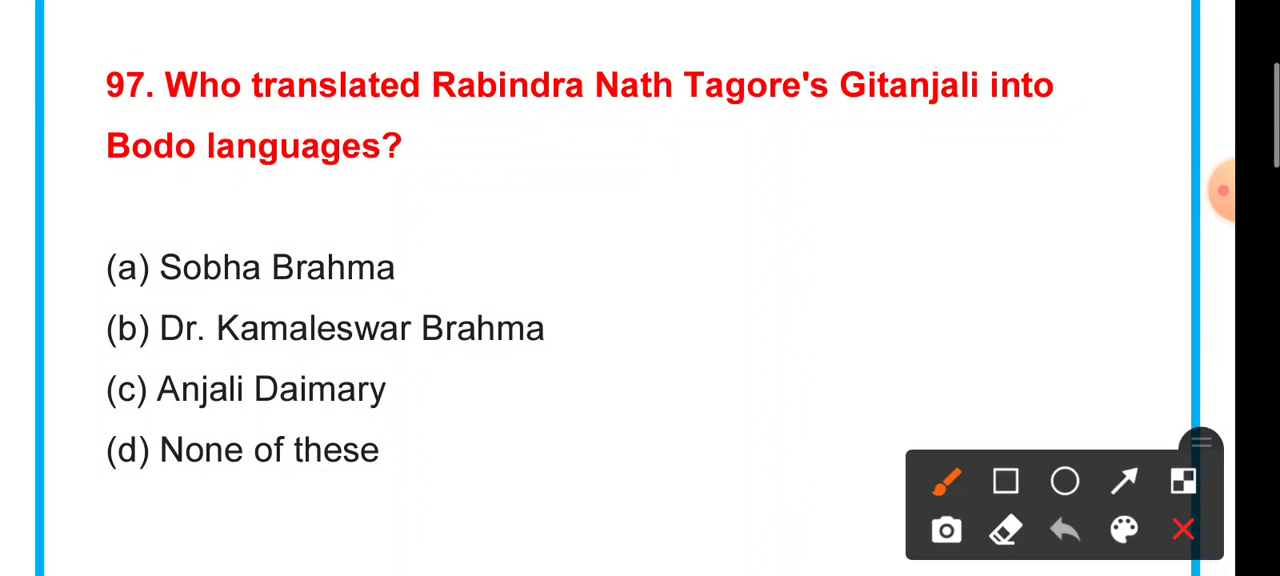 97. Who translated Rabindra Nath Tagore's Gitanjali into
Bodo languages?
(a) Sobha Brahma
(b) Dr. Kamaleswar Brahma
(c) Anjali Daimary
(d) None of these